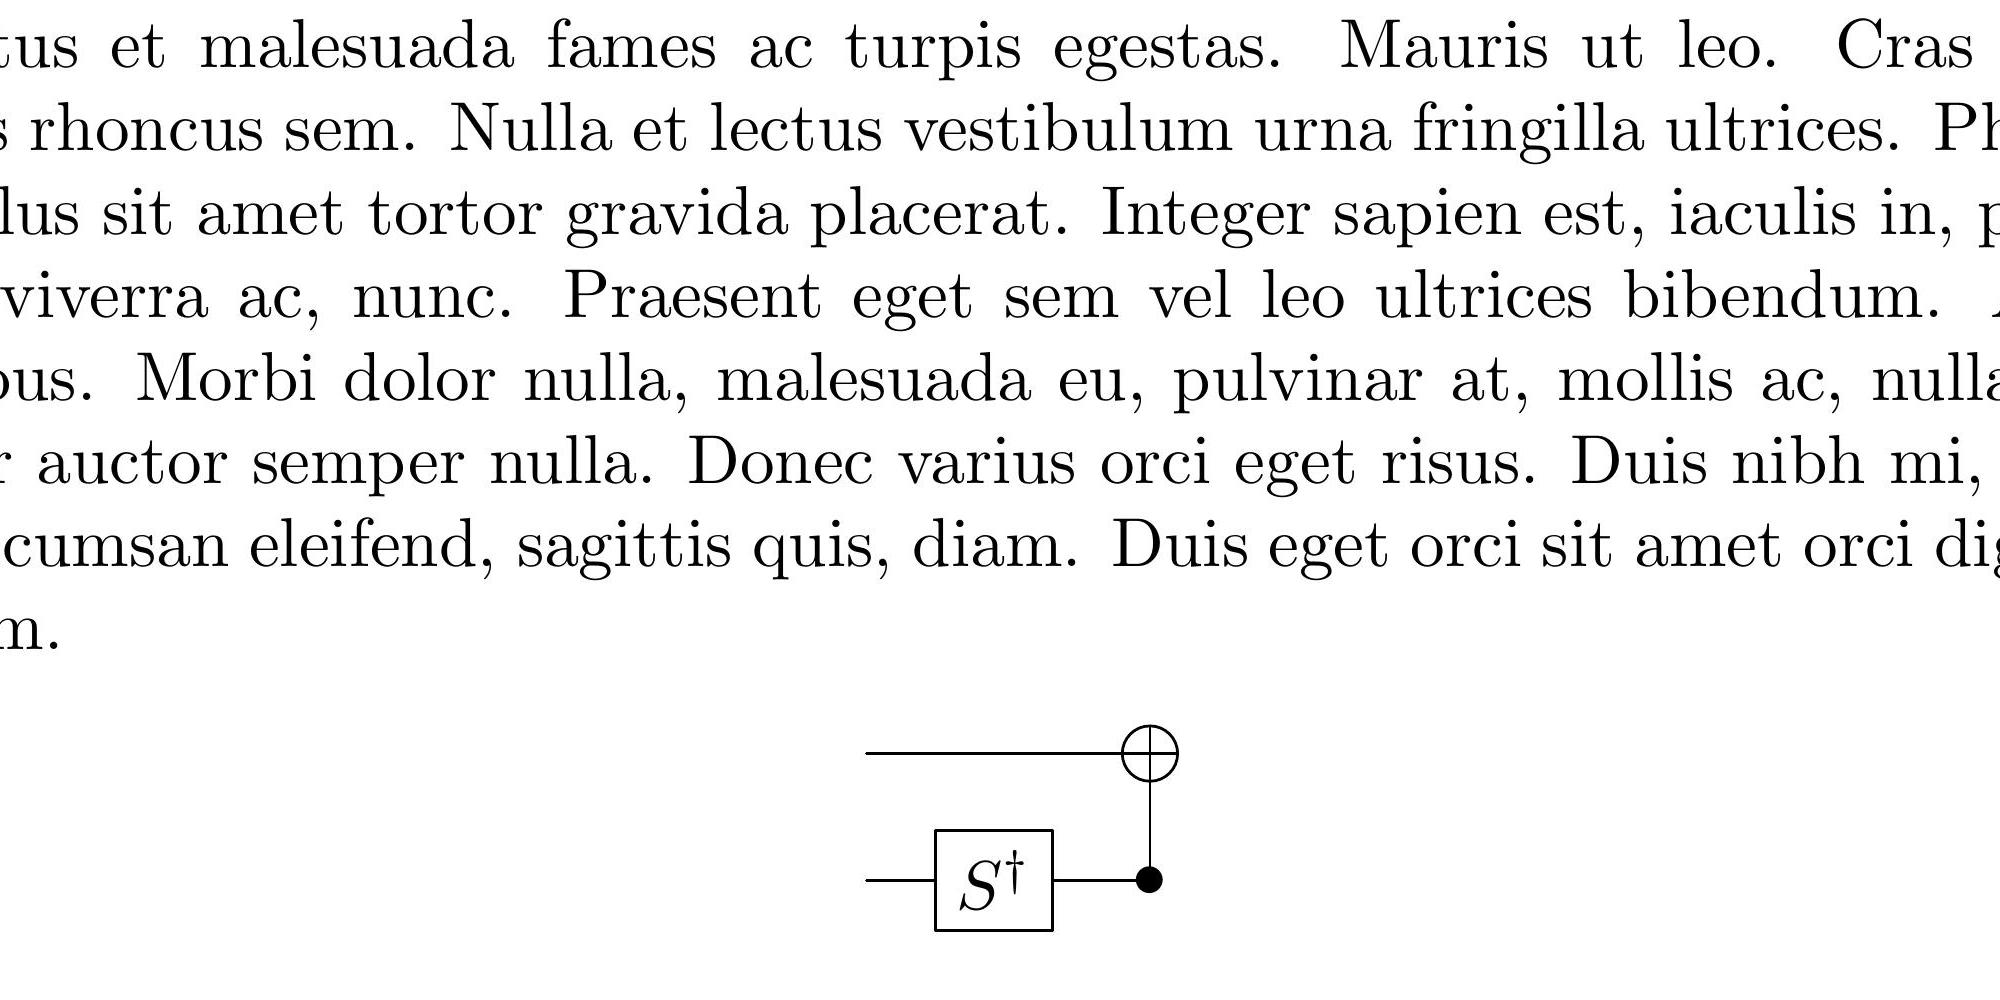 tus et malesuada fames ac turpis egestas. Mauris ut leo. Cras
s rhoncus sem. Nulla et lectus vestibulum urna fringilla ultrices. Ph
lus sit amet tortor gravida placerat. Integer sapien est, iaculis in, p
viverra ac, nunc. Praesent eget sem vel leo ultrices bibendum.
bus. Morbi dolor nulla, malesuada eu, pulvinar at, mollis ac, nulla
r auctor semper nulla. Donec varius orci eget risus. Duis nibh mi,
cumsan eleifend, sagittis quis, diam. Duis eget orci sit amet orci dig
m.
S†